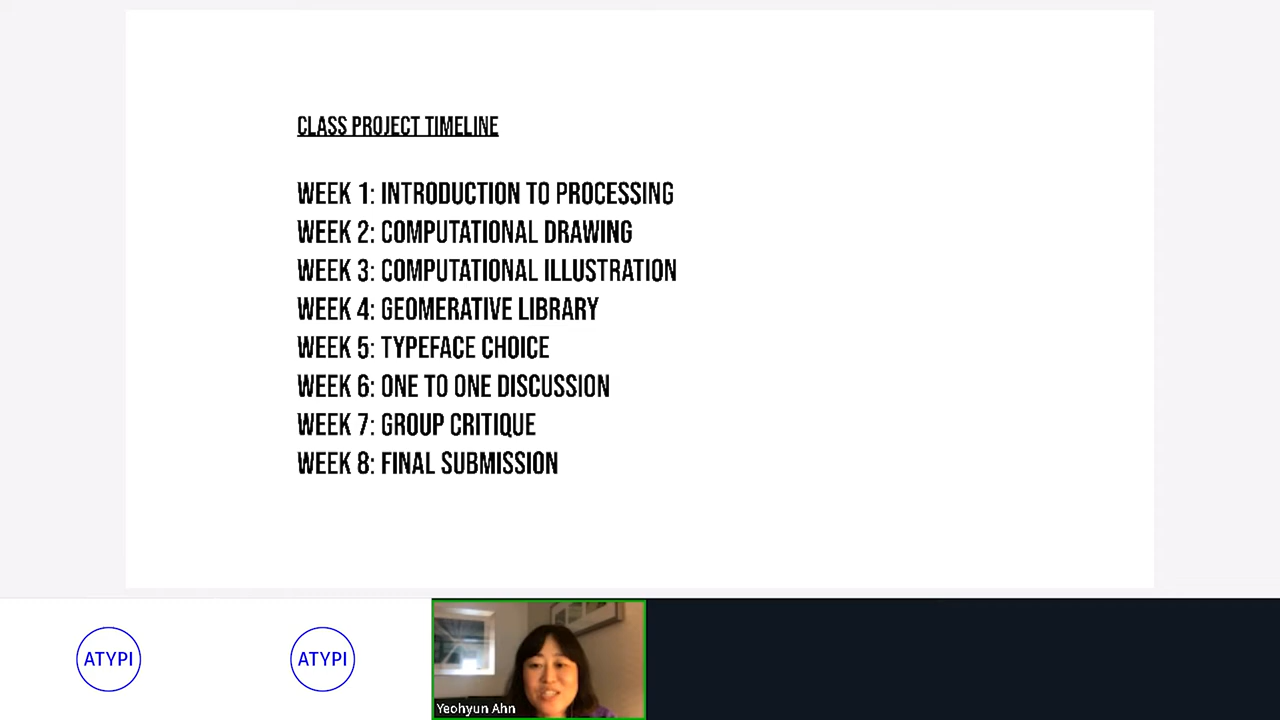 CLASS PROJECT TIMELINE
WEEK 1: INTRODUCTION TO PROCESSING
WEEK 2: COMPUTATIONAL DRAWING
WEEK 3: COMPUTATIONAL ILLUSTRATION
WEEK 4: GEOMERATIVE LIBRARY
WEEK 5: TYPEFACE CHOICE
WEEK 6: ONE TO ONE DISCUSSION
WEEK 7: GROUP CRITIQUE
WEEK 8: FINAL SUBMISSION
ATYPI
ATYPI
Yeohyun Ahn